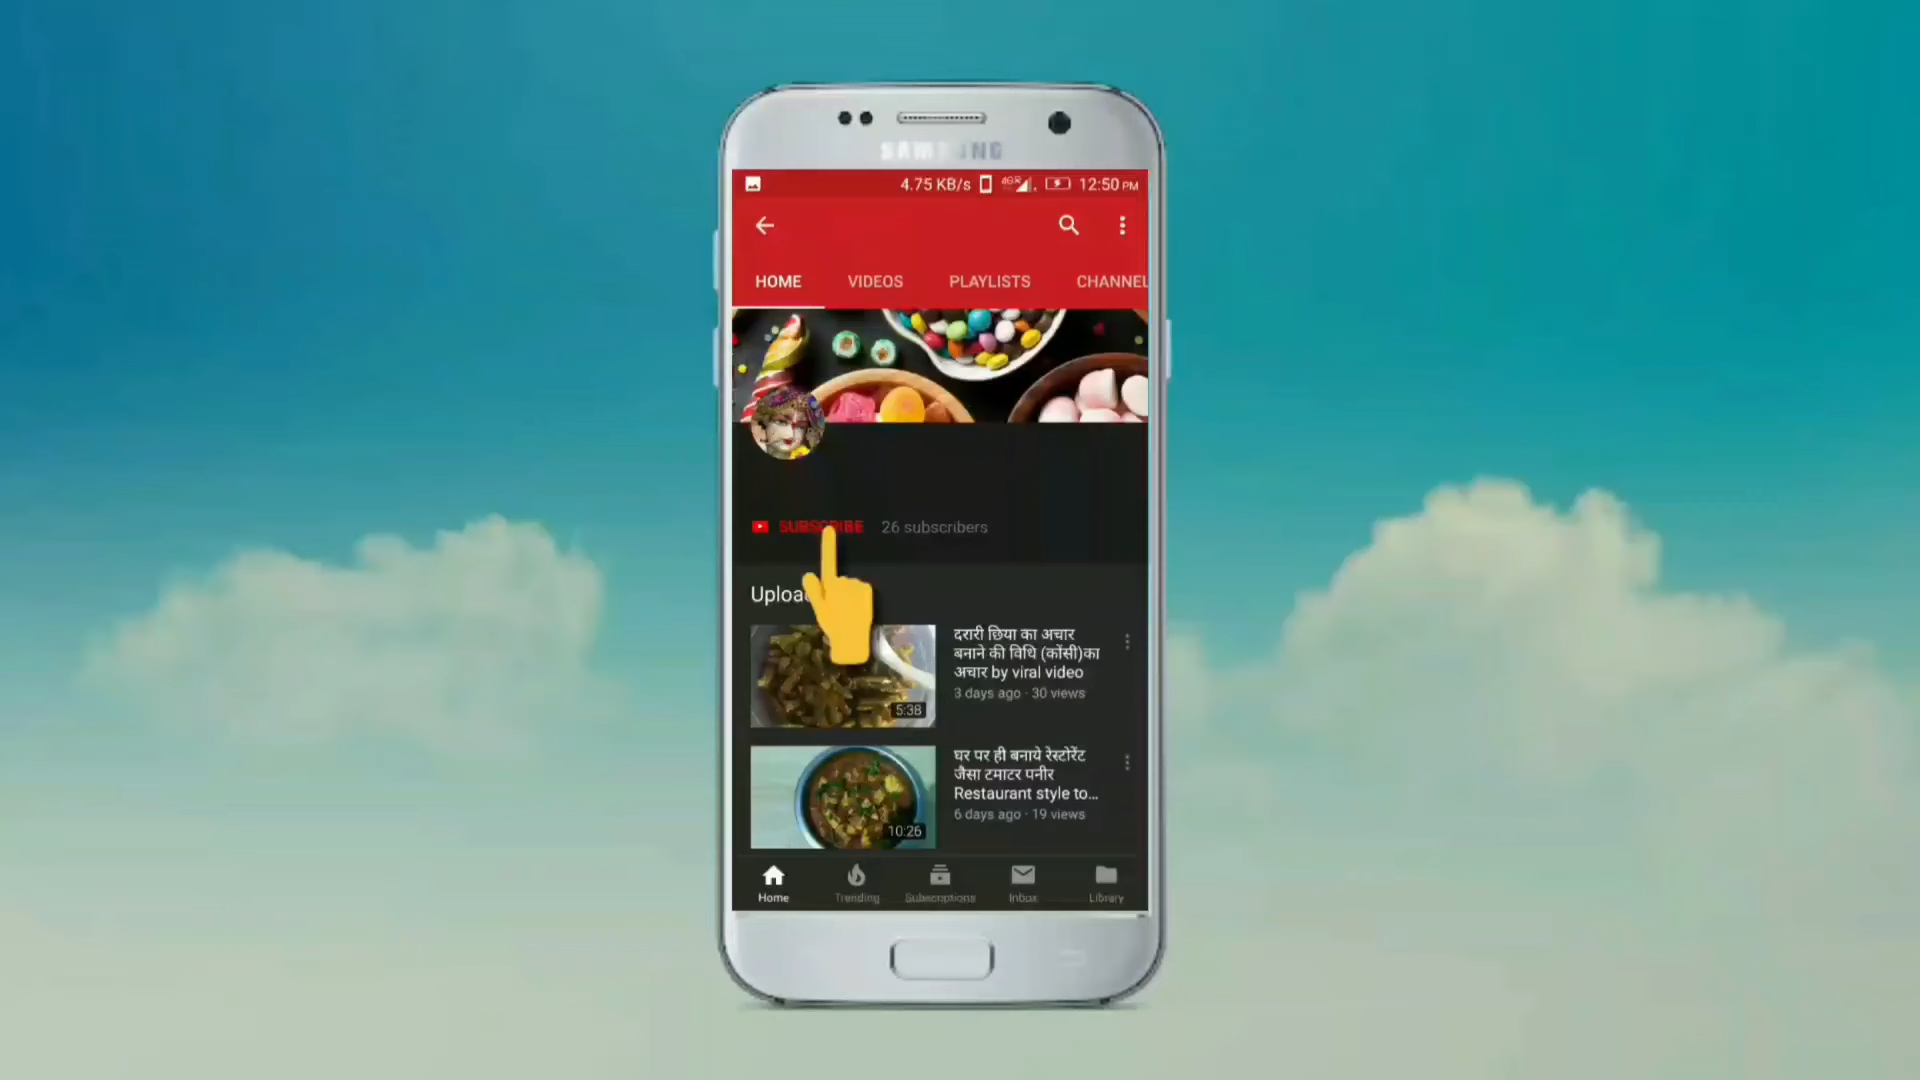 SAMSUNG
4.75 KB/s 12:50 PM
HOME VIDEOS PLAYLISTS CHANNEL
SUBSCRIBE 26 subscribers
Uploa
दरारी छिया का अचार
बनाने की विधि (कोंसी)का
अचार by viral video
3 days ago · 30 views
5:38
घर पर ही बनाये रेस्टोरेंट
जैसा टमाटर पनीर
Restaurant style to...
6 days ago · 19 views
10:26
Home Trending Subscriptions Inbox Library